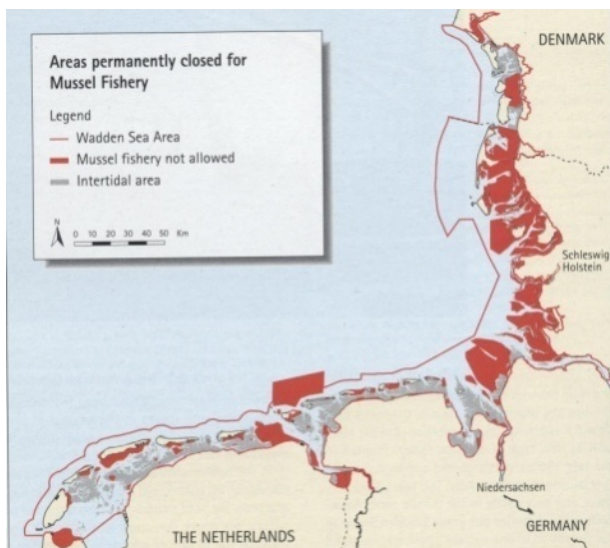 Areas permanently closed for
Mussel Fishery
Legend
Wadden Sea Area
Mussel fishery not allowed
Intertidal area
N
0 10 20 30 40 50 Km
DENMARK
Schleswig
Holstein
Niedersachsen
GERMANY
THE NETHERLANDS